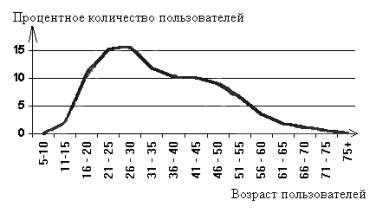 Процентное количество пользователей
15
10
5
0
5-10
11-15
16 - 20
21 - 25
26 - 30
31 - 35
36 - 40
41 - 45
46 - 50
51 - 55
56 - 60
61 - 65
66 - 70
71 - 75
75+
Возраст пользователей